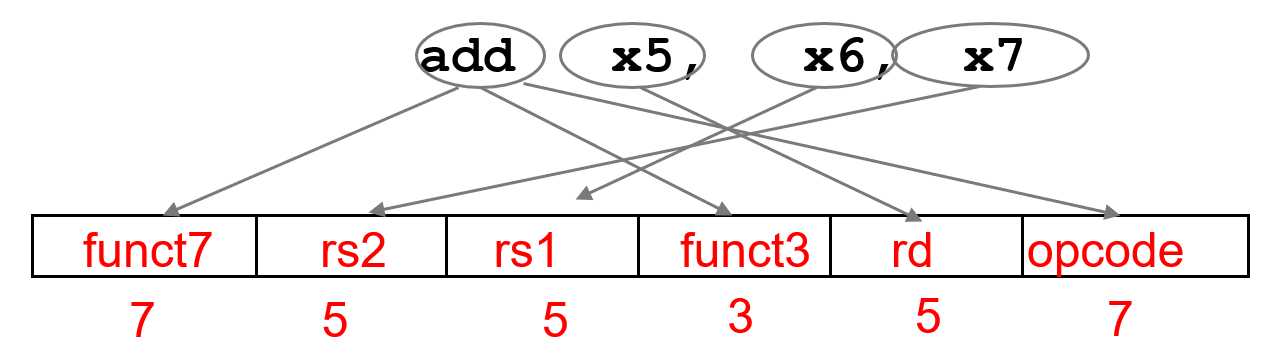 add x5, x6, x7
funct7 rs2 rs1 funct3 rd opcode
7 5 5 3 5 7